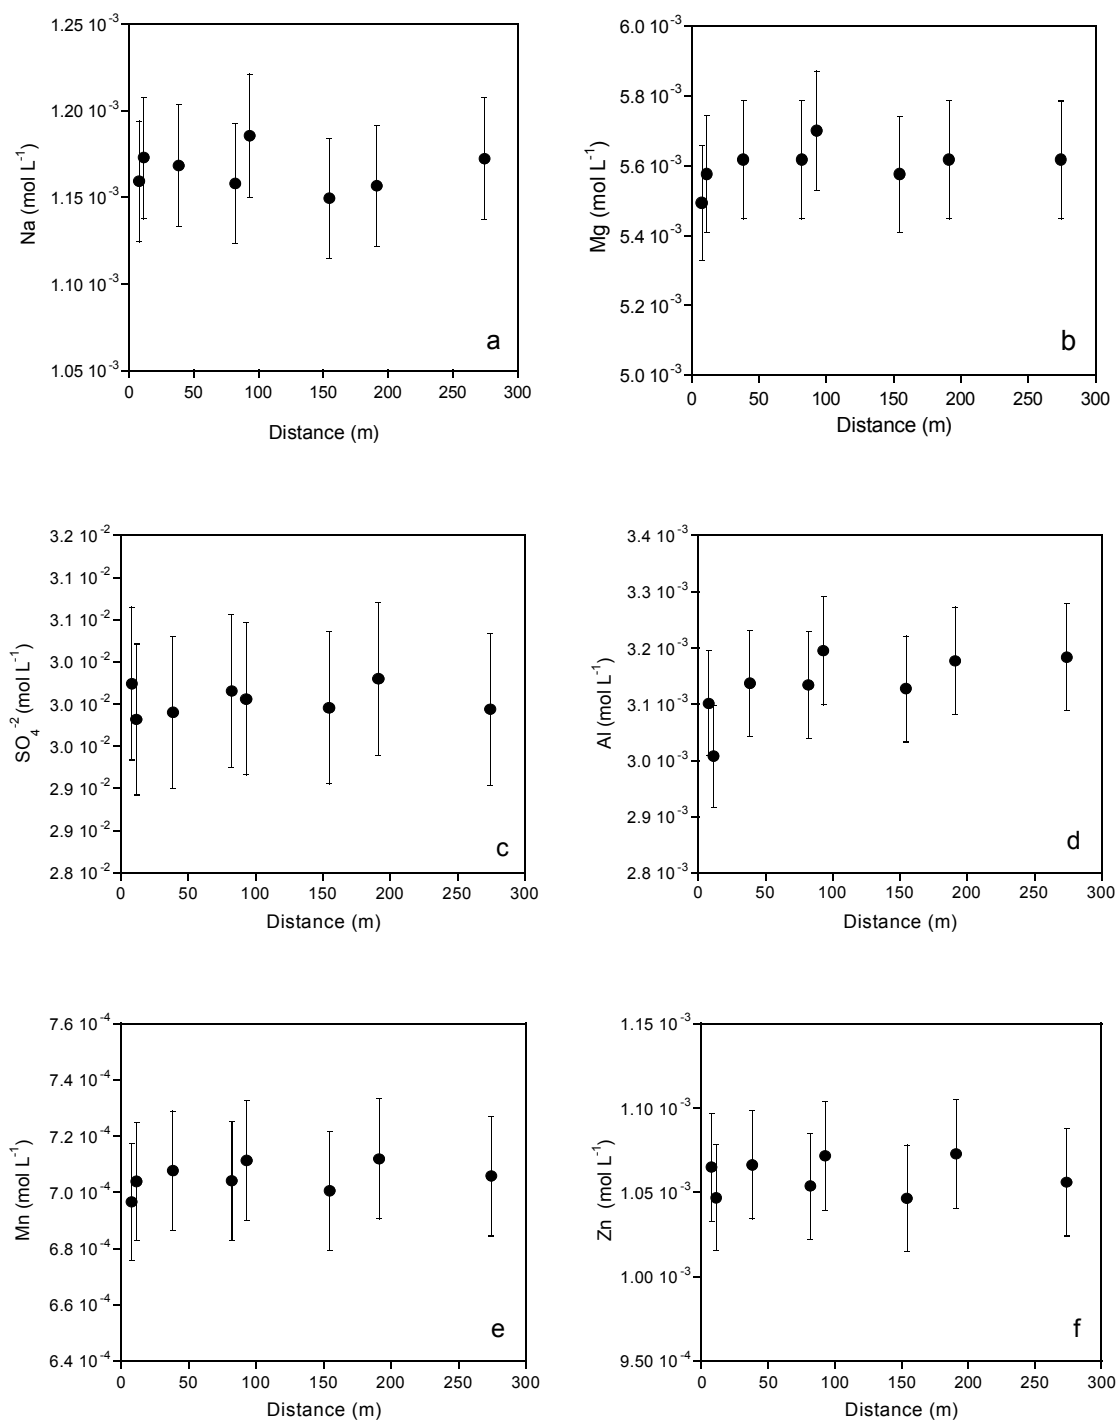 1.25 10⁻³
1.20 10⁻³
1.15 10⁻³
1.10 10⁻³
1.05 10⁻³
Na (mol L⁻¹)
a
0 50 100 150 200 250 300
Distance (m)
6.0 10⁻³
5.8 10⁻³
5.6 10⁻³
5.4 10⁻³
5.2 10⁻³
5.0 10⁻³
Mg (mol L⁻¹)
b
0 50 100 150 200 250 300
Distance (m)
3.2 10⁻²
3.1 10⁻²
3.1 10⁻²
3.0 10⁻²
3.0 10⁻²
3.0 10⁻²
2.9 10⁻²
2.9 10⁻²
2.8 10⁻²
SO₄⁻² (mol L⁻¹)
c
0 50 100 150 200 250 300
Distance (m)
3.4 10⁻³
3.3 10⁻³
3.2 10⁻³
3.1 10⁻³
3.0 10⁻³
2.9 10⁻³
2.8 10⁻³
Al (mol L⁻¹)
d
0 50 100 150 200 250 300
Distance (m)
7.6 10⁻⁴
7.4 10⁻⁴
7.2 10⁻⁴
7.0 10⁻⁴
6.8 10⁻⁴
6.6 10⁻⁴
6.4 10⁻⁴
Mn (mol L⁻¹)
e
0 50 100 150 200 250 300
Distance (m)
1.15 10⁻³
1.10 10⁻³
1.05 10⁻³
1.00 10⁻³
9.50 10⁻⁴
Zn (mol L⁻¹)
f
0 50 100 150 200 250 300
Distance (m)